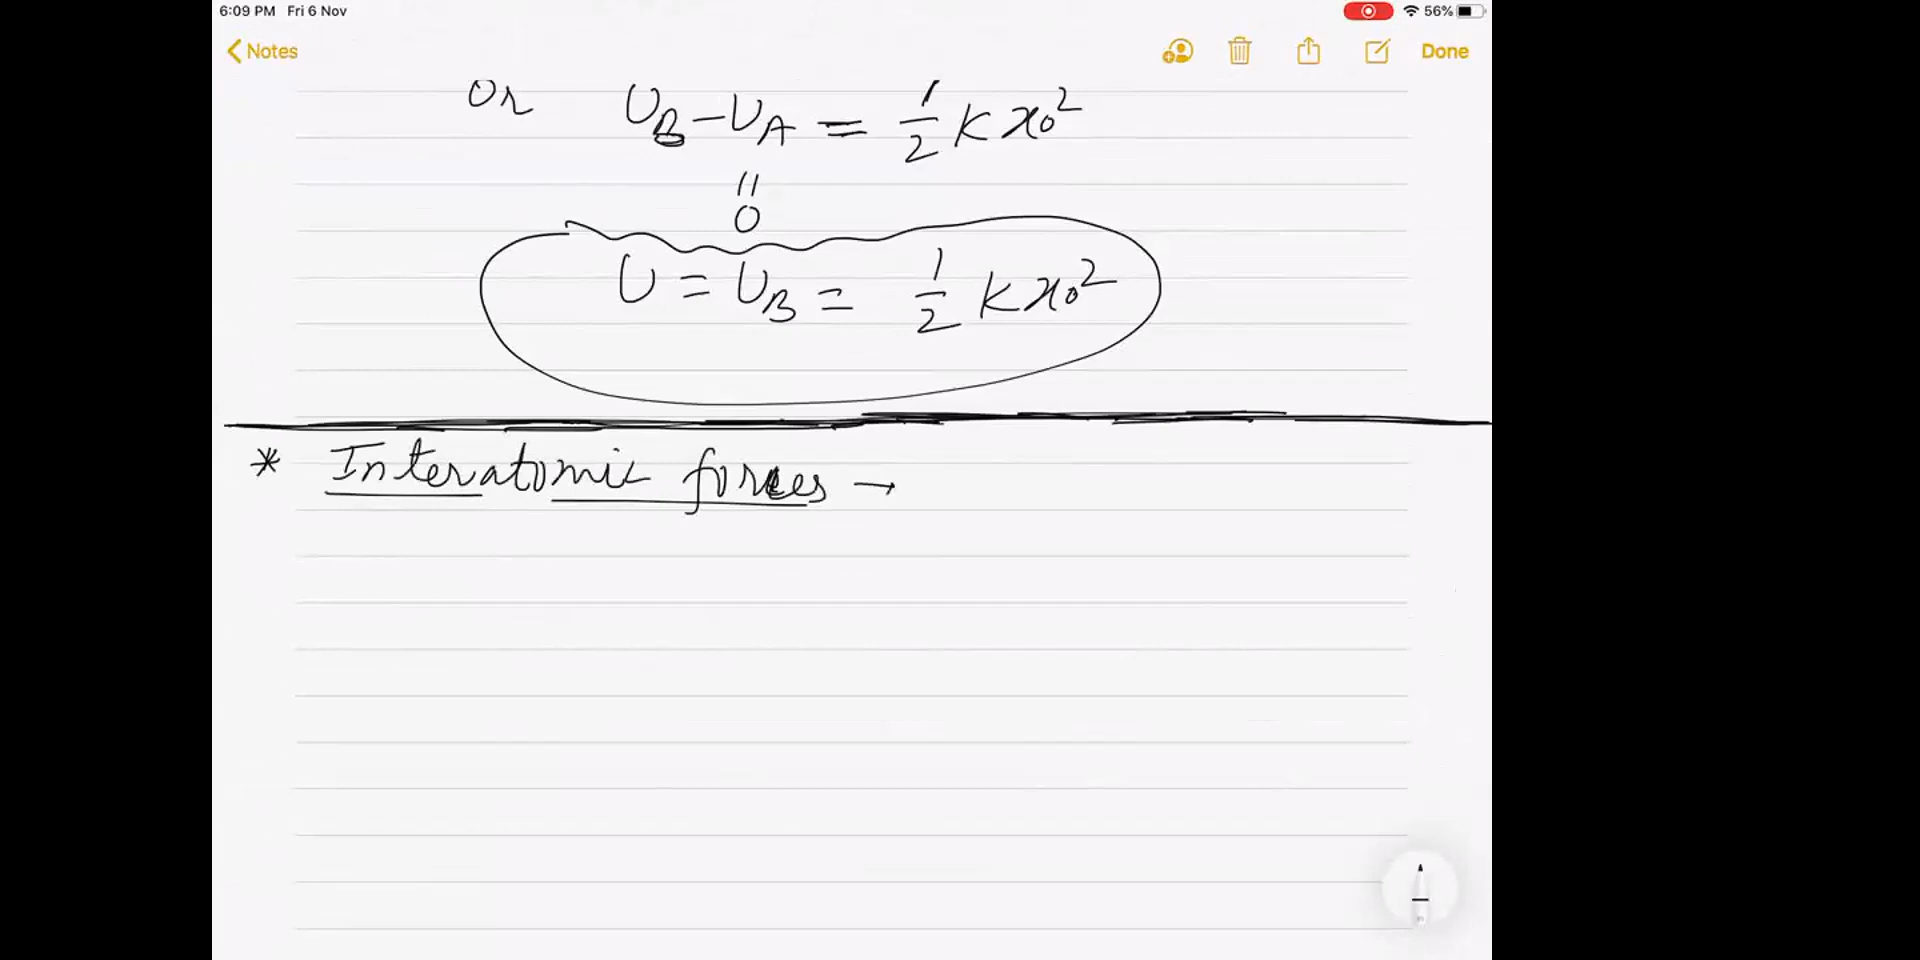 6:09 PM Fri 6 Nov 56%
Notes Done
Or U_B - U_A = 1/2 K x₀²
"
0
U = U_B = 1/2 K x₀²
* Interatomic forces →